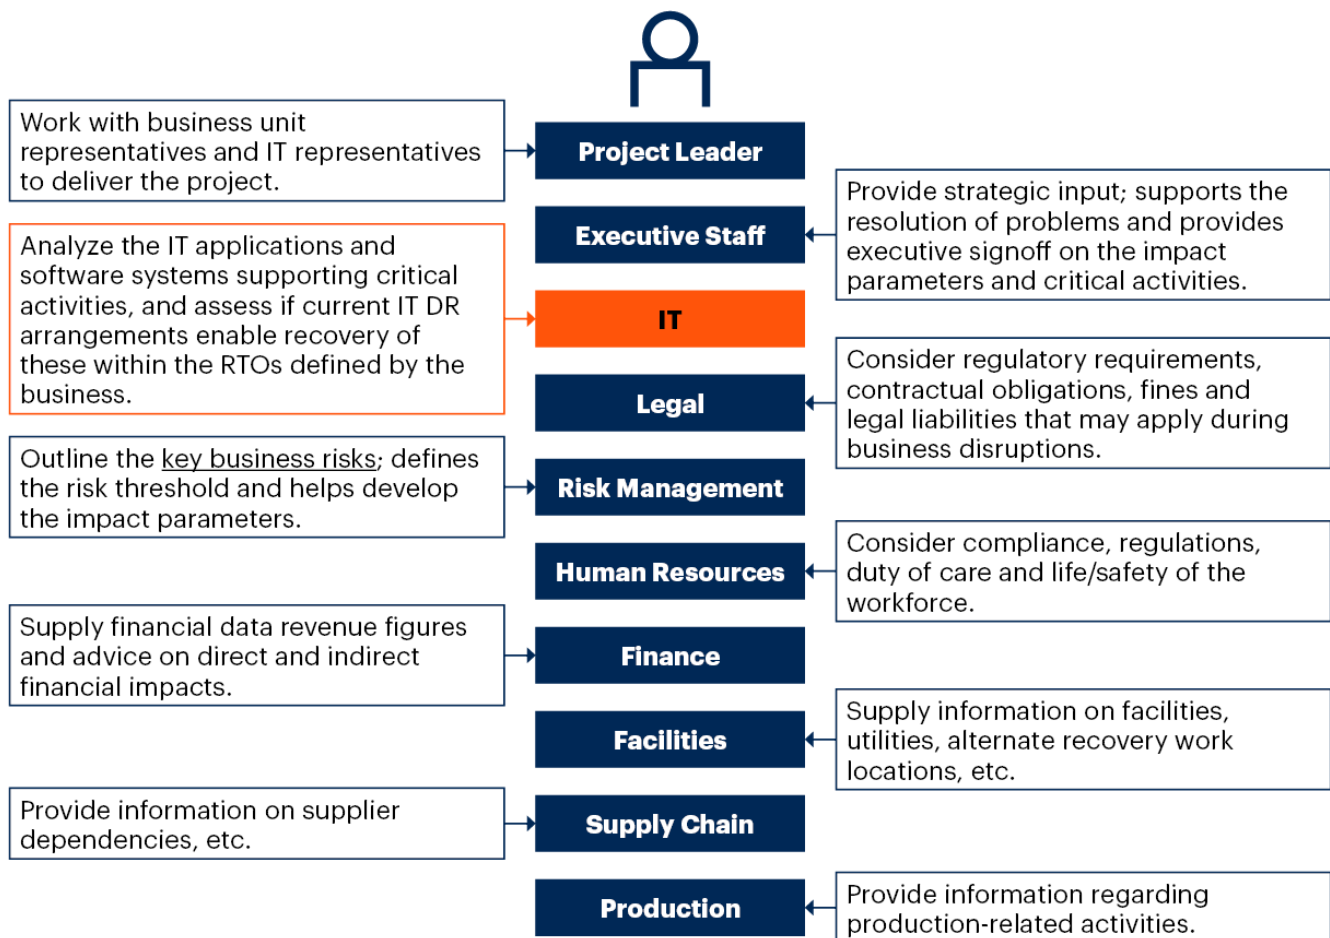 Work with business unit
representatives and IT representatives
to deliver the project.
Project Leader
Provide strategic input; supports the
resolution of problems and provides
executive signoff on the impact
parameters and critical activities.
Executive Staff
Analyze the IT applications and
software systems supporting critical
activities, and assess if current IT DR
arrangements enable recovery of
these within the RTOs defined by the
business.
IT
Consider regulatory requirements,
contractual obligations, fines and
legal liabilities that may apply during
business disruptions.
Legal
Outline the key business risks; defines
the risk threshold and helps develop
the impact parameters.
Risk Management
Consider compliance, regulations,
duty of care and life/safety of the
workforce.
Human Resources
Supply financial data revenue figures
and advice on direct and indirect
financial impacts.
Finance
Supply information on facilities,
utilities, alternate recovery work
locations, etc.
Facilities
Provide information on supplier
dependencies, etc.
Supply Chain
Provide information regarding
production-related activities.
Production